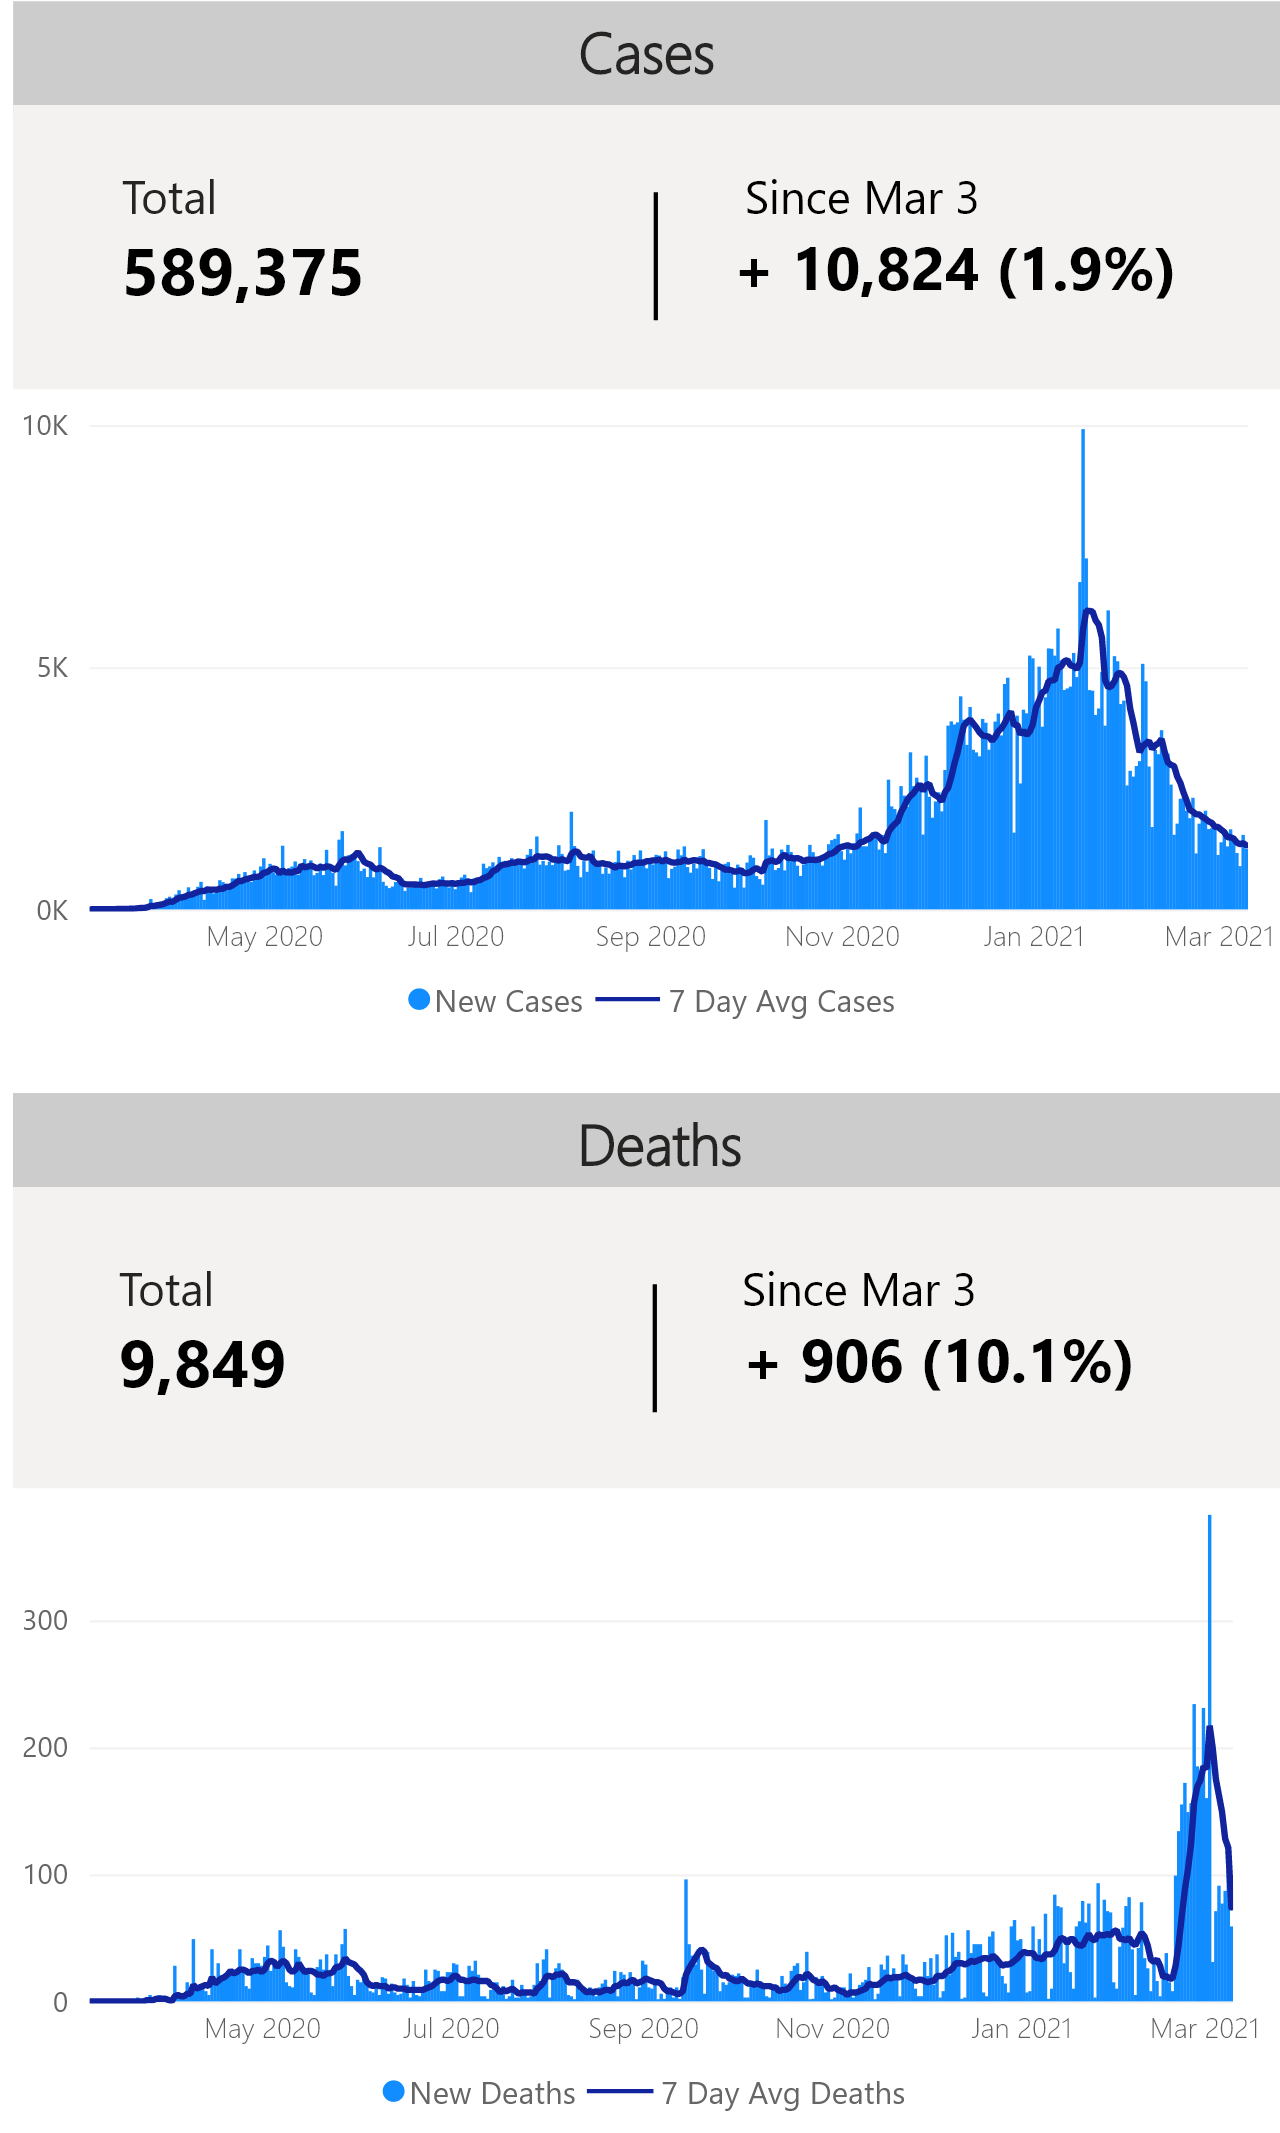 Cases
Total
Since Mar 3
589,375
+ 10,824 (1.9%)
10K
5K
0K
May 2020 Jul 2020 Sep 2020 Nov 2020 Jan 2021 Mar 2021
New Cases 7 Day Avg Cases
Deaths
Total
Since Mar 3
9,849
+ 906 (10.1%)
300
200
100
0
May 2020 Jul 2020 Sep 2020 Nov 2020 Jan 2021 Mar 2021
New Deaths 7 Day Avg Deaths